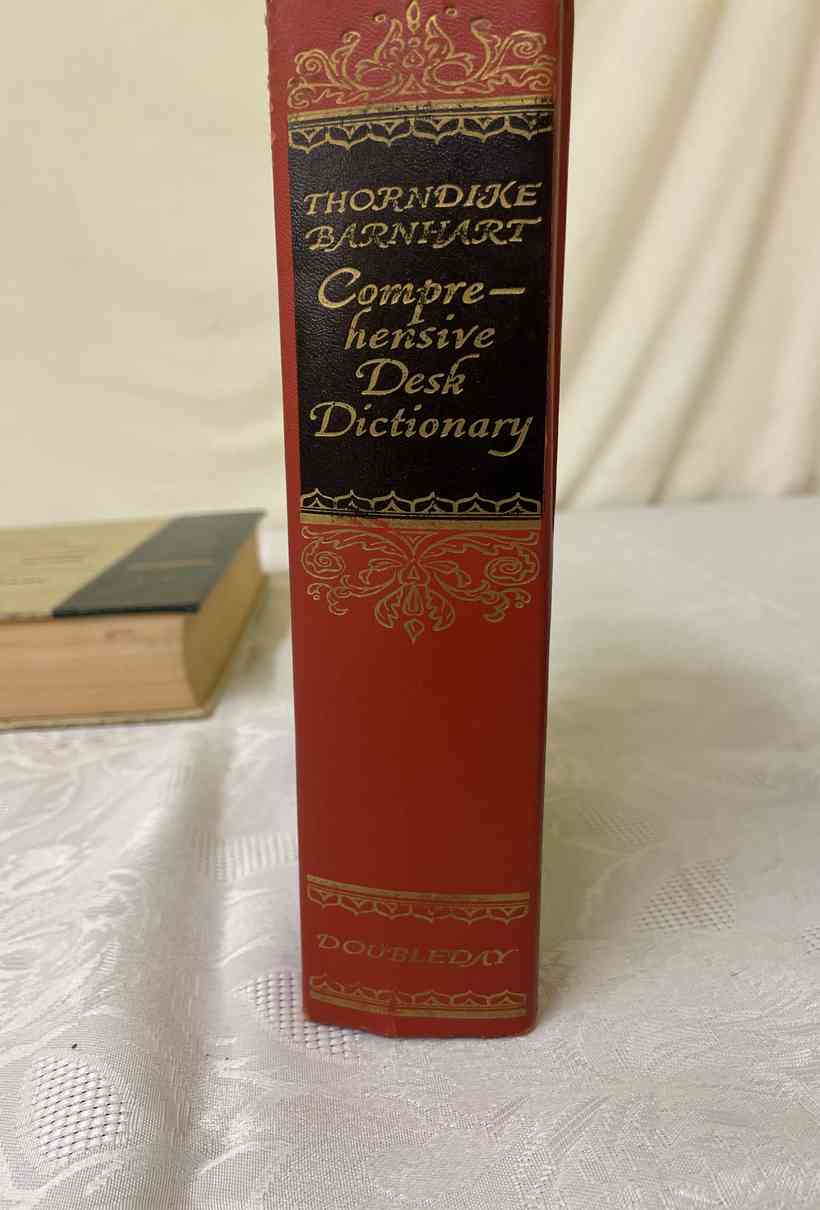 THORNDIKE
BARNHART
Compre—
hensive
Desk
Dictionary
DOUBLEDAY